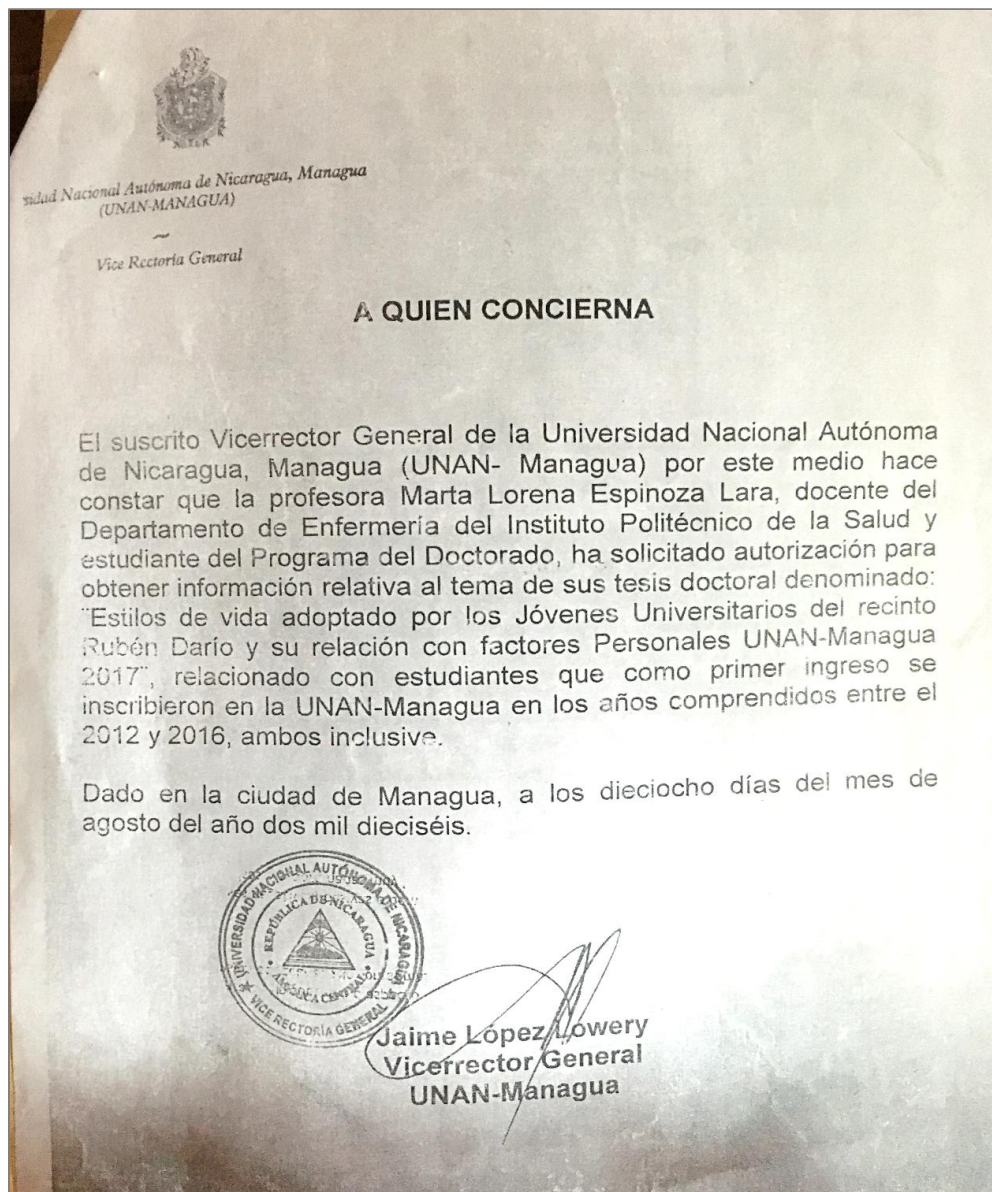 sidad Nacional Autónoma de Nicaragua, Managua
(UNAN-MANAGUA)
Vice Rectoría General
A QUIEN CONCIERNA
El suscrito Vicerrector General de la Universidad Nacional Autónoma
de Nicaragua, Managua (UNAN- Managua) por este medio hace
constar que la profesora Marta Lorena Espinoza Lara, docente del
Departamento de Enfermería del Instituto Politécnico de la Salud y
estudiante del Programa del Doctorado, ha solicitado autorización para
obtener información relativa al tema de sus tesis doctoral denominado:
"Estilos de vida adoptado por los Jóvenes Universitarios del recinto
Rubén Darío y su relación con factores Personales UNAN-Managua
2017", relacionado con estudiantes que como primer ingreso se
inscribieron en la UNAN-Managua en los años comprendidos entre el
2012 y 2016, ambos inclusive.
Dado en la ciudad de Managua, a los dieciocho días del mes de
agosto del año dos mil dieciséis.
UNIVERSIDAD NACIONAL AUTÓNOMA DE NICARAGUA
REPÚBLICA DE NICARAGUA
AMÉRICA CENTRAL
VICE RECTORÍA GENERAL
Jaime López Lowery
Vicerrector General
UNAN-Managua